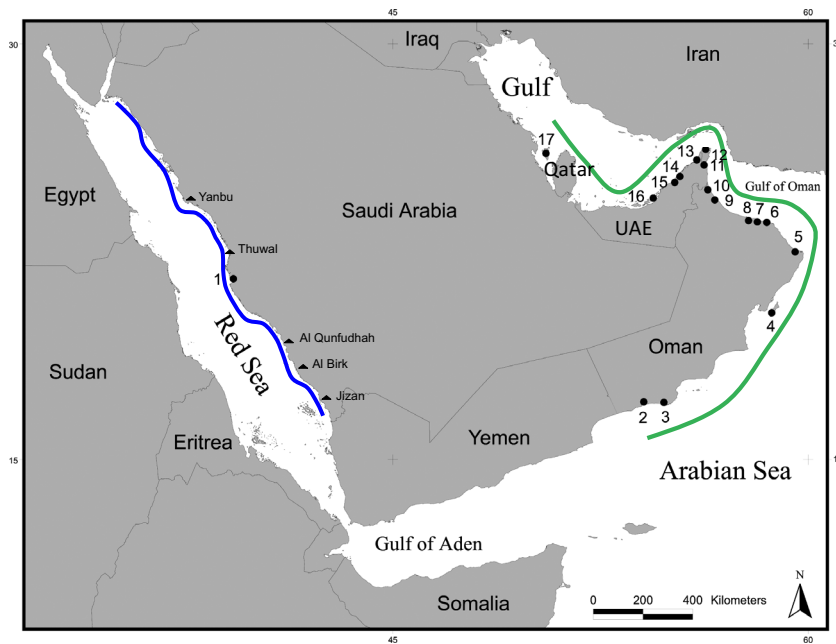 45
60
30
3
Iraq
Iran
Gulf
17
Qatar
13
12
11
14
15
16
10
9
Gulf of Oman
Egypt
Yanbu
Saudi Arabia
UAE
8
7
6
5
Thuwal
1
4
Red Sea
Al Qunfudhah
Al Birk
Oman
Sudan
Jizan
2
3
Eritrea
Yemen
15
1
Arabian Sea
Gulf of Aden
Somalia
N
0 200 400 Kilometers
45
60